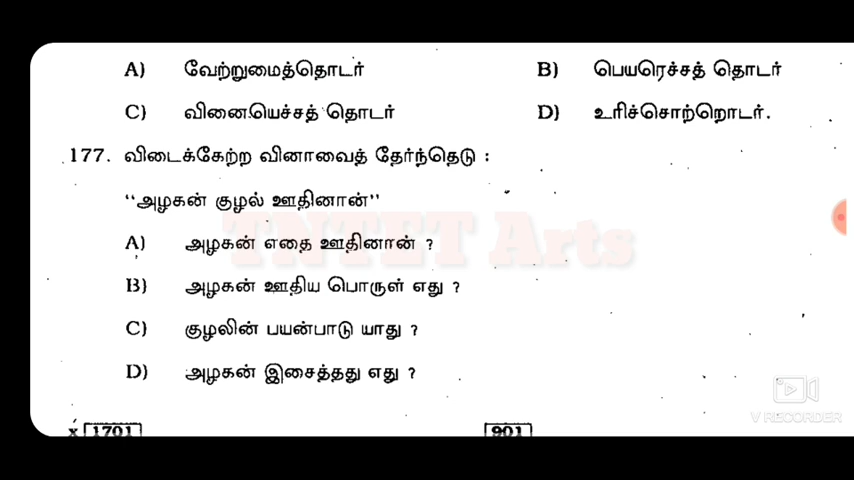 A) வேற்றுமைத்தொடர் B) பெயரெச்சத் தொடர்
C) வினையெச்சத் தொடர் D) உரிச்சொற்றொடர்.
177. விடைக்கேற்ற வினாவைத் தேர்ந்தெடு :
"அழகன் குழல் ஊதினான்"
TNTET Arts
A) அழகன் எதை ஊதினான் ?
B) அழகன் ஊதிய பொருள் எது ?
C) குழலின் பயன்பாடு யாது ?
D) அழகன் இசைத்தது எது ?
V RECORDER
x 1701 901